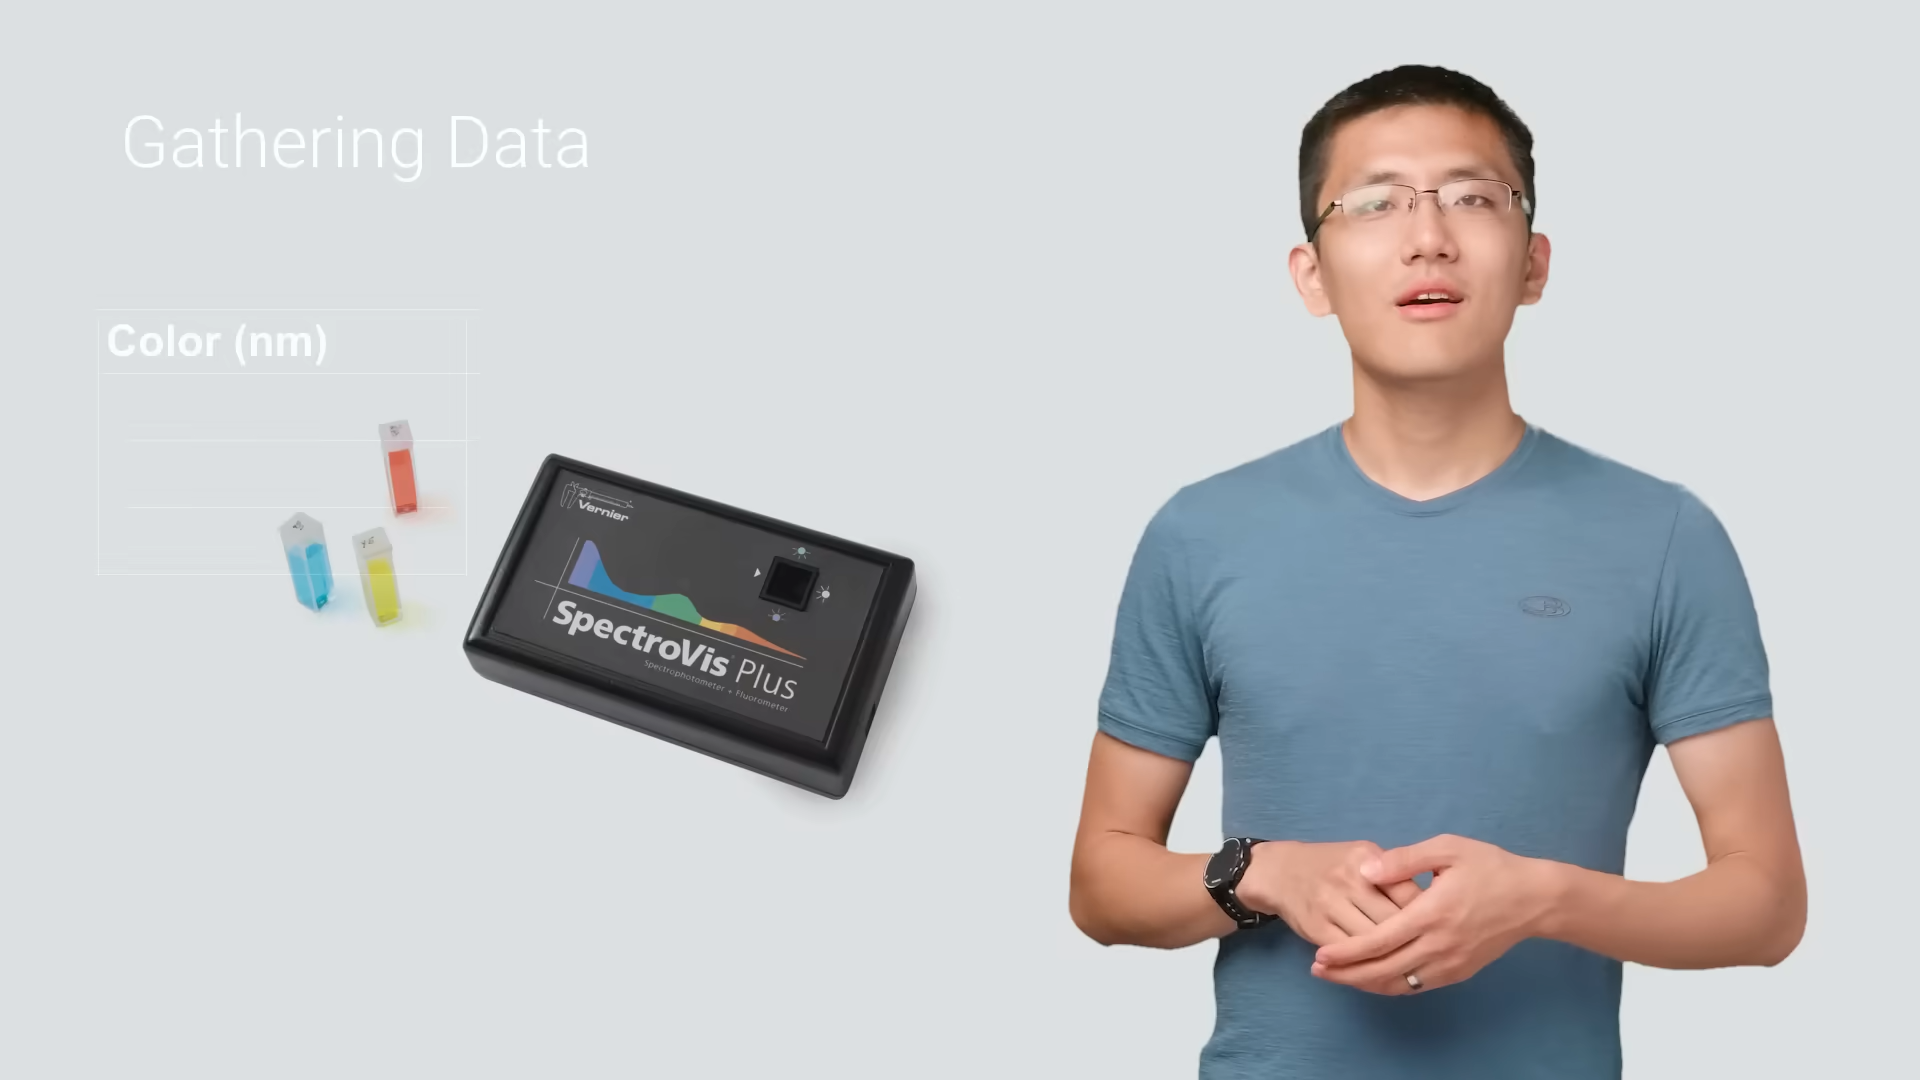 Gathering Data
Color (nm)
Vernier
SpectroVis Plus
Spectrophotometer + Fluorometer